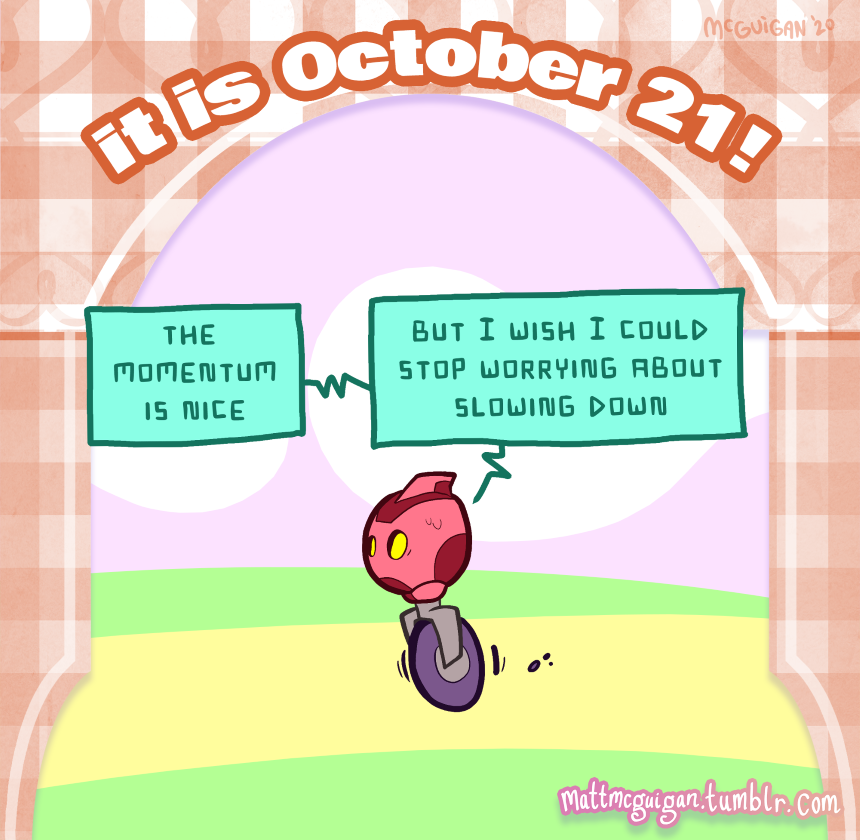 McGUiGAN '20
it is October 21!
THE
MOMENTUM
IS NICE
BUT I WISH I COULD
STOP WORRYING ABOUT
SLOWING DOWN
mattmcguigan.tumblr.com